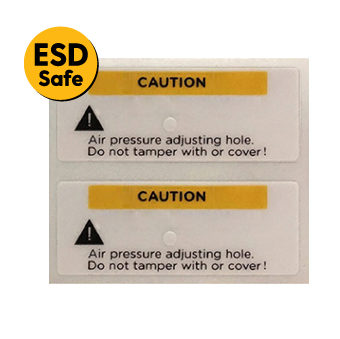 ESD
Safe
CAUTION
!
Air pressure adjusting hole.
Do not tamper with or cover!
CAUTION
!
Air pressure adjusting hole.
Do not tamper with or cover!